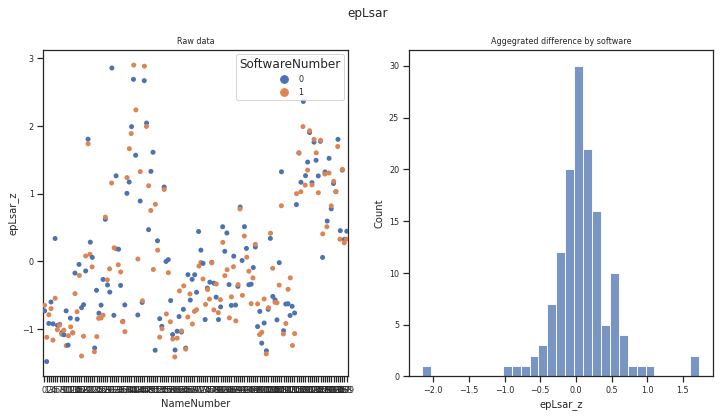 epLsar
Raw data
SoftwareNumber
0
1
3
2
1
0
−1
epLsar_z
NameNumber
Aggegrated difference by software
30
25
20
15
10
5
0
Count
−2.0 −1.5 −1.0 −0.5 0.0 0.5 1.0 1.5
epLsar_z